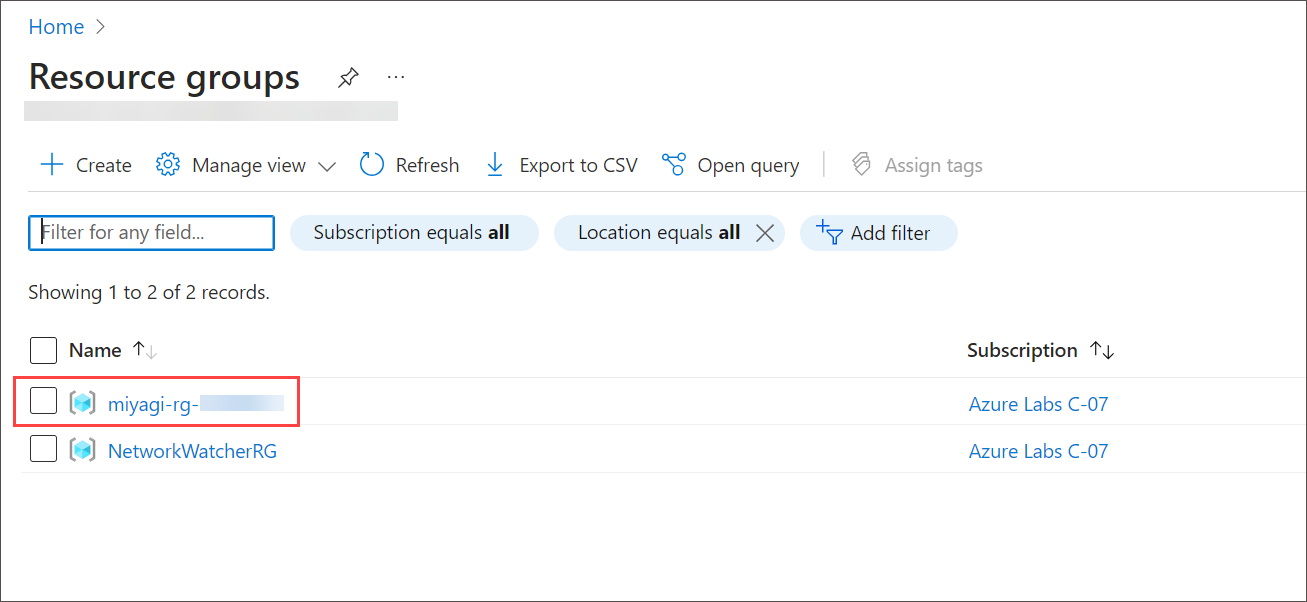 Home
Resource groups
Create Manage view Refresh Export to CSV Open query Assign tags
Filter for any field... Subscription equals all Location equals all Add filter
Showing 1 to 2 of 2 records.
Name Subscription
miyagi-rg- Azure Labs C-07
NetworkWatcherRG Azure Labs C-07